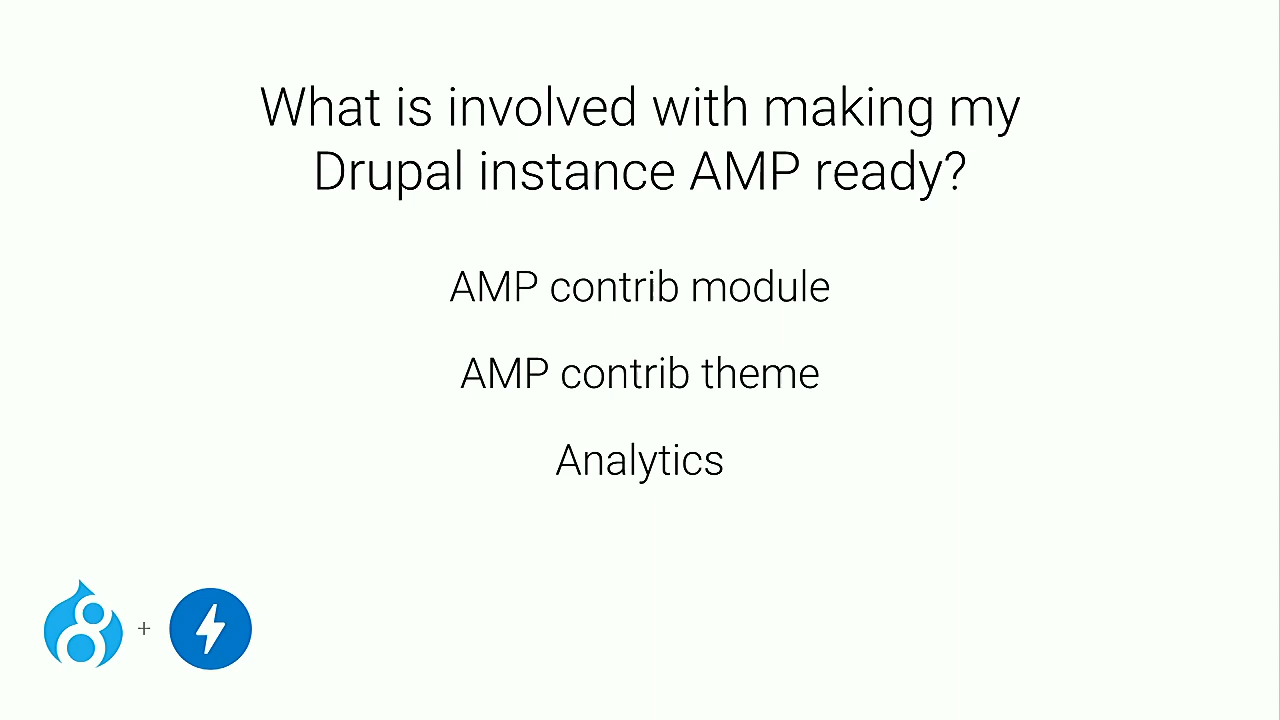 What is involved with making my
Drupal instance AMP ready?
AMP contrib module
AMP contrib theme
Analytics
8 +